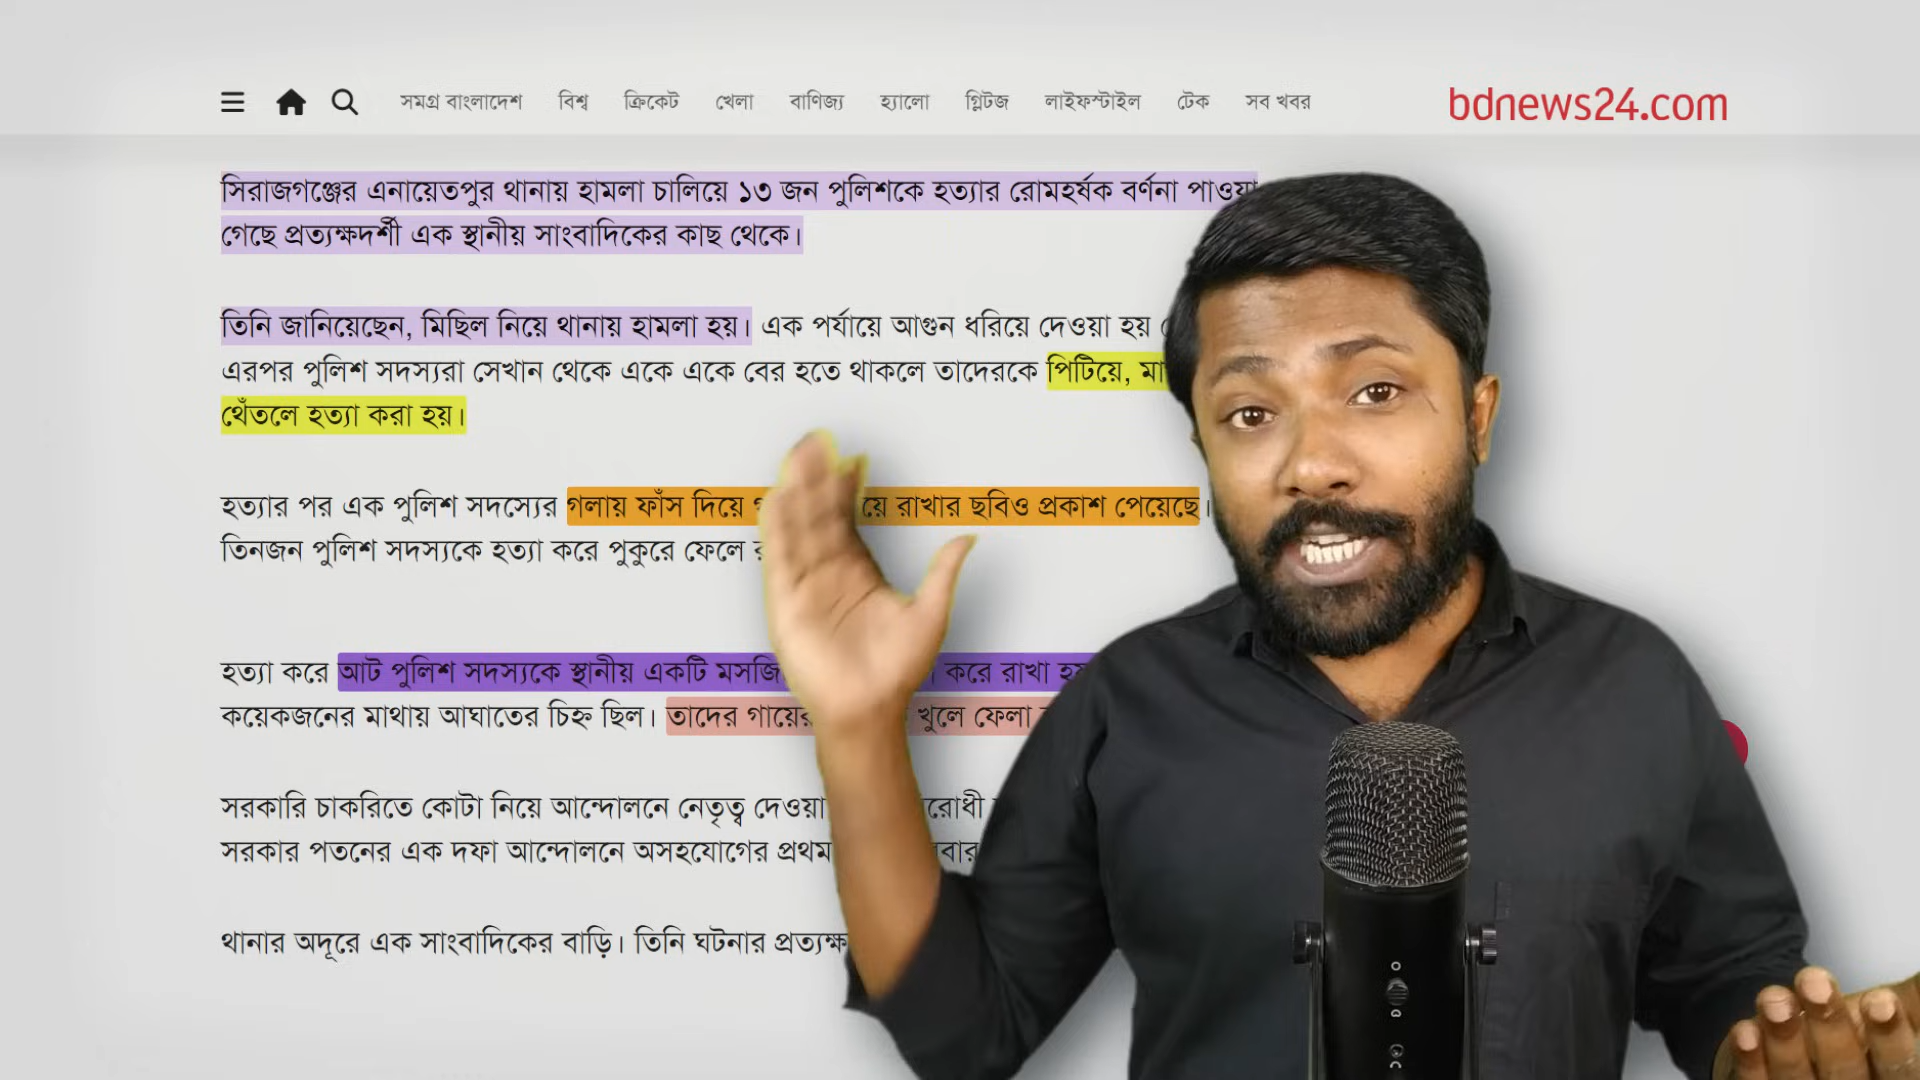 সমগ্র বাংলাদেশ বিশ্ব ক্রিকেট খেলা বাণিজ্য হ্যালো গ্লিটজ লাইফস্টাইল টেক সব খবর bdnews24.com
সিরাজগঞ্জের এনায়েতপুর থানায় হামলা চালিয়ে ১৩ জন পুলিশকে হত্যার রোমহর্ষক বর্ণনা পাওয়া
গেছে প্রত্যক্ষদর্শী এক স্থানীয় সাংবাদিকের কাছ থেকে।
তিনি জানিয়েছেন, মিছিল নিয়ে থানায় হামলা হয়। এক পর্যায়ে আগুন ধরিয়ে দেওয়া হয়
এরপর পুলিশ সদস্যরা সেখান থেকে একে একে বের হতে থাকলে তাদেরকে পিটিয়ে,
থেঁতলে হত্যা করা হয়।
হত্যার পর এক পুলিশ সদস্যের গলায় ফাঁস দিয়ে রাখার ছবিও প্রকাশ পেয়েছে।
তিনজন পুলিশ সদস্যকে হত্যা করে পুকুরে ফেলে
হত্যা করে আট পুলিশ সদস্যকে স্থানীয় একটি করে রাখা
কয়েকজনের মাথায় আঘাতের চিহ্ন ছিল। তাদের খুলে ফেলা
সরকারি চাকরিতে কোটা নিয়ে আন্দোলনে নেতৃত্ব দেওয়া
সরকার পতনের এক দফা আন্দোলনে অসহযোগের প্রথম
থানার অদূরে এক সাংবাদিকের বাড়ি। তিনি ঘটনার